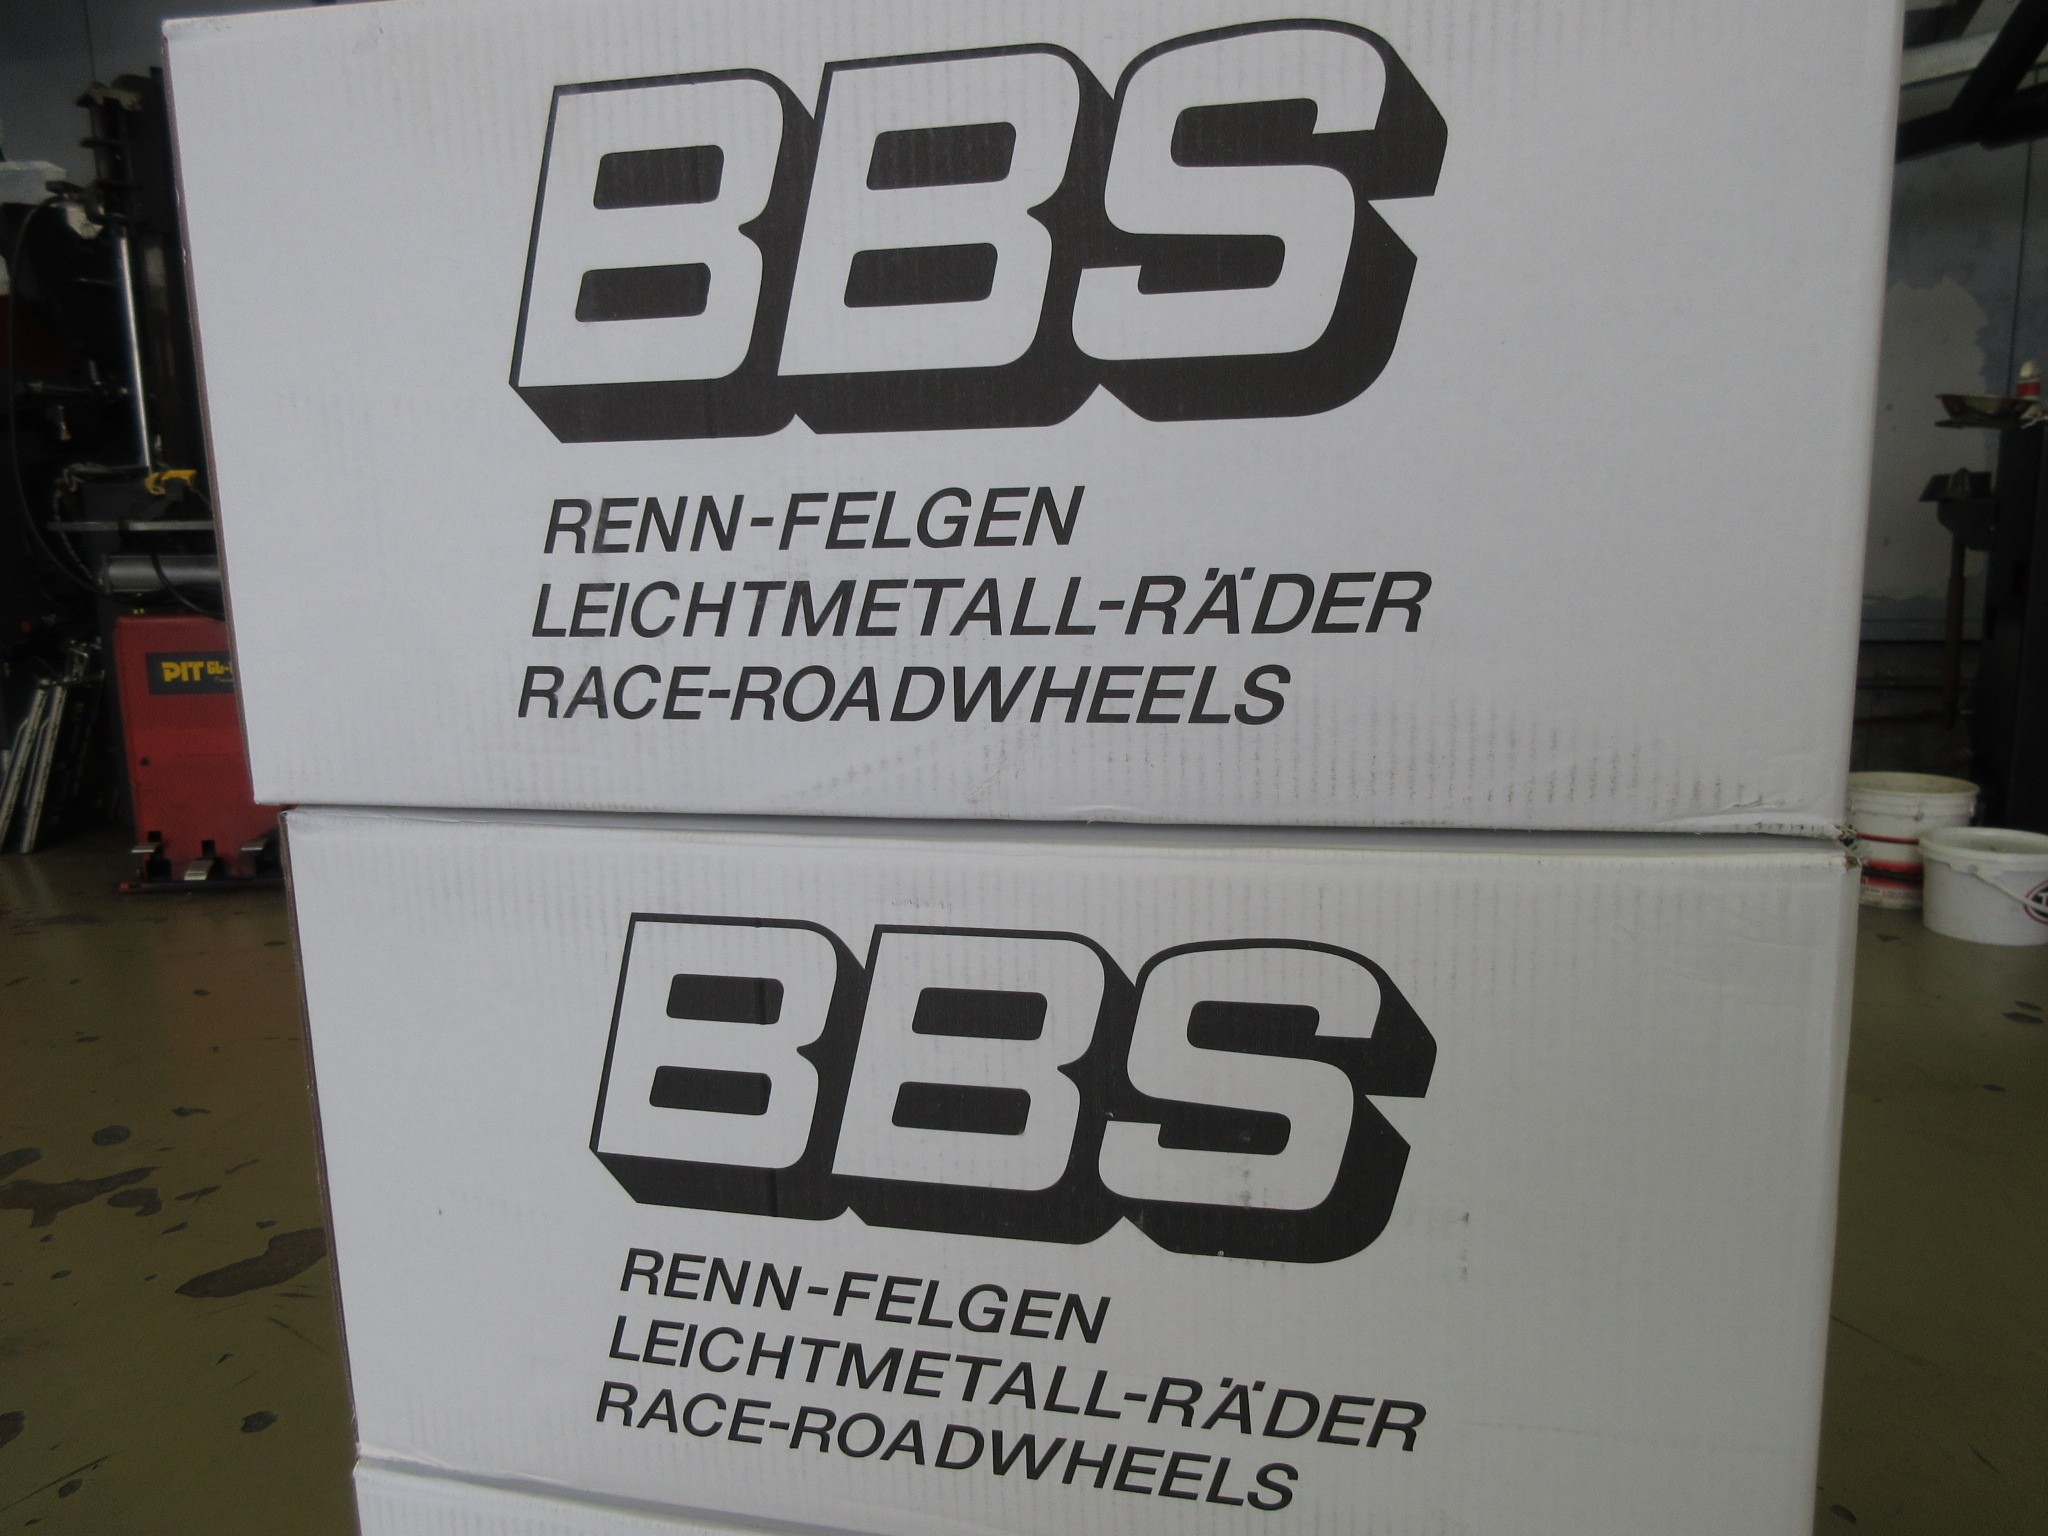 BBS
RENN-FELGEN
LEICHTMETALL-RÄDER
RACE-ROADWHEELS
PIT
BBS
RENN-FELGEN
LEICHTMETALL-RÄDER
RACE-ROADWHEELS